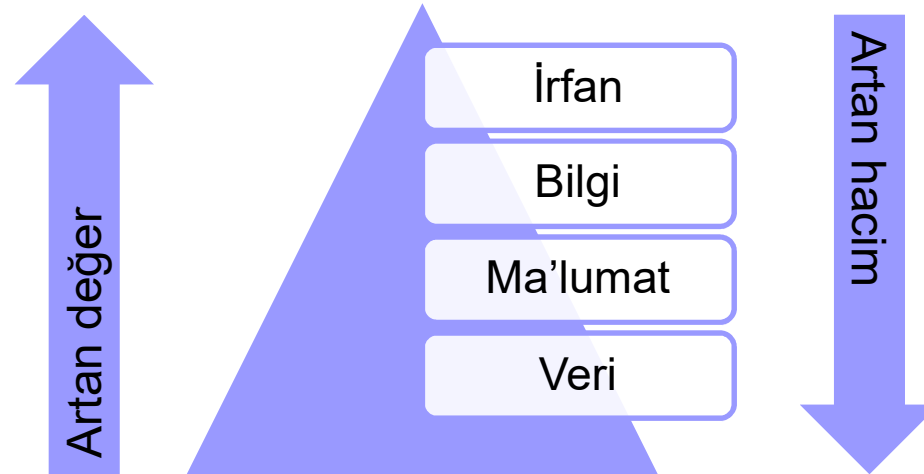 Artan değer
İrfan
Bilgi
Ma’lumat
Veri
Artan hacim